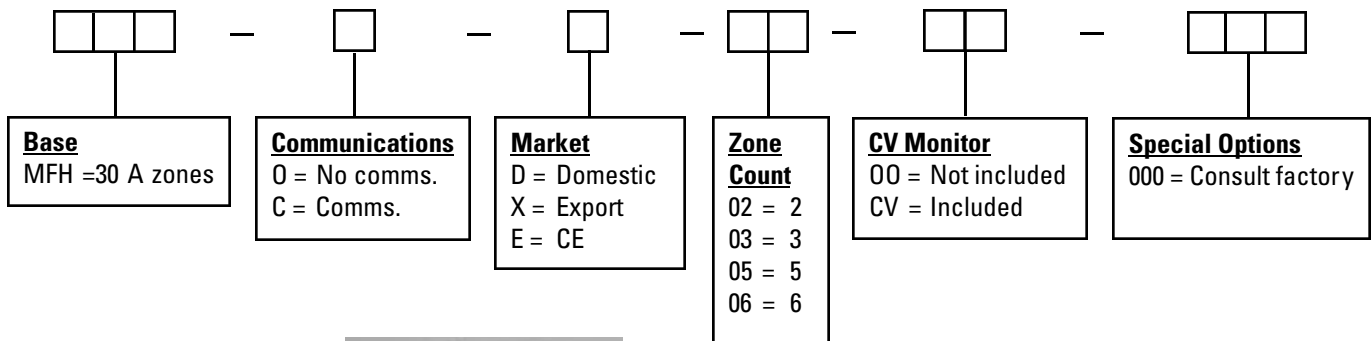 Base
MFH =30 A zones
Communications
O = No comms.
C = Comms.
Market
D = Domestic
X = Export
E = CE
Zone
Count
02 = 2
03 = 3
05 = 5
06 = 6
CV Monitor
OO = Not included
CV = Included
Special Options
000 = Consult factory